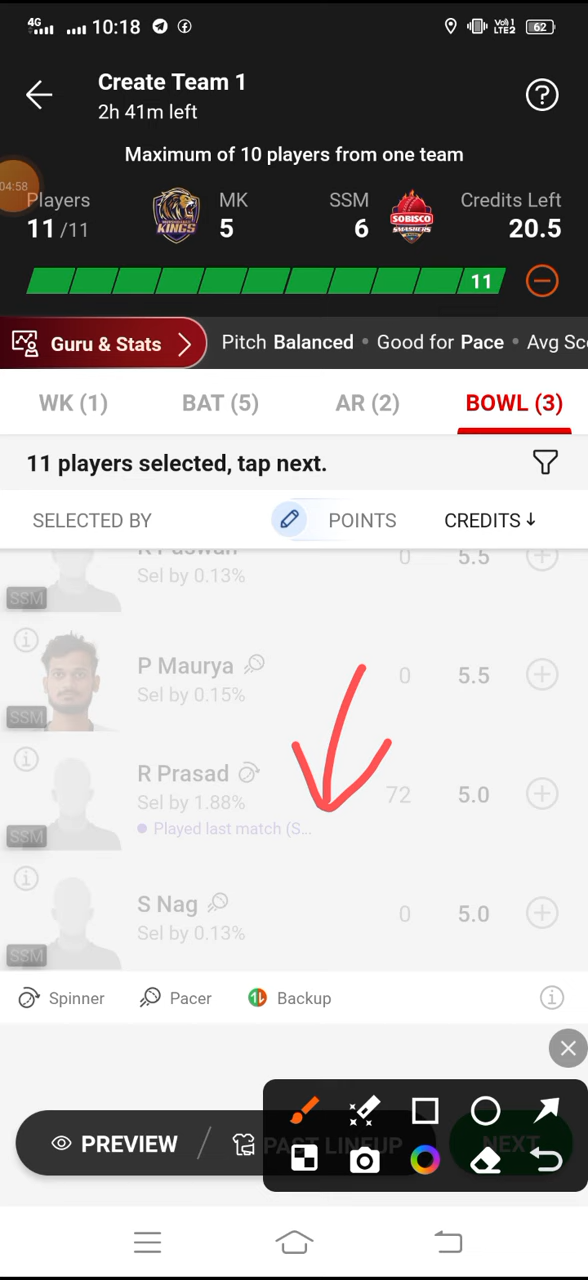 4G 10:18 Vo)) 1 LTE2 62
Create Team 1
2h 41m left
Maximum of 10 players from one team
04:58
Players MK SSM Credits Left
11/11 KINGS 5 6 SOBISCO SMASHERS 20.5
11
Guru & Stats Pitch Balanced • Good for Pace • Avg Sc
WK (1) BAT (5) AR (2) BOWL (3)
11 players selected, tap next.
SELECTED BY POINTS CREDITS↓
0 5.5
Sel by 0.13%
SSM
P Maurya
0 5.5
Sel by 0.15%
SSM
R Prasad
Sel by 1.88% 72 5.0
Played last match (S...
SSM
S Nag
0 5.0
Sel by 0.13%
SSM
Spinner Pacer Backup
PREVIEW / PAST LINEUP NEXT